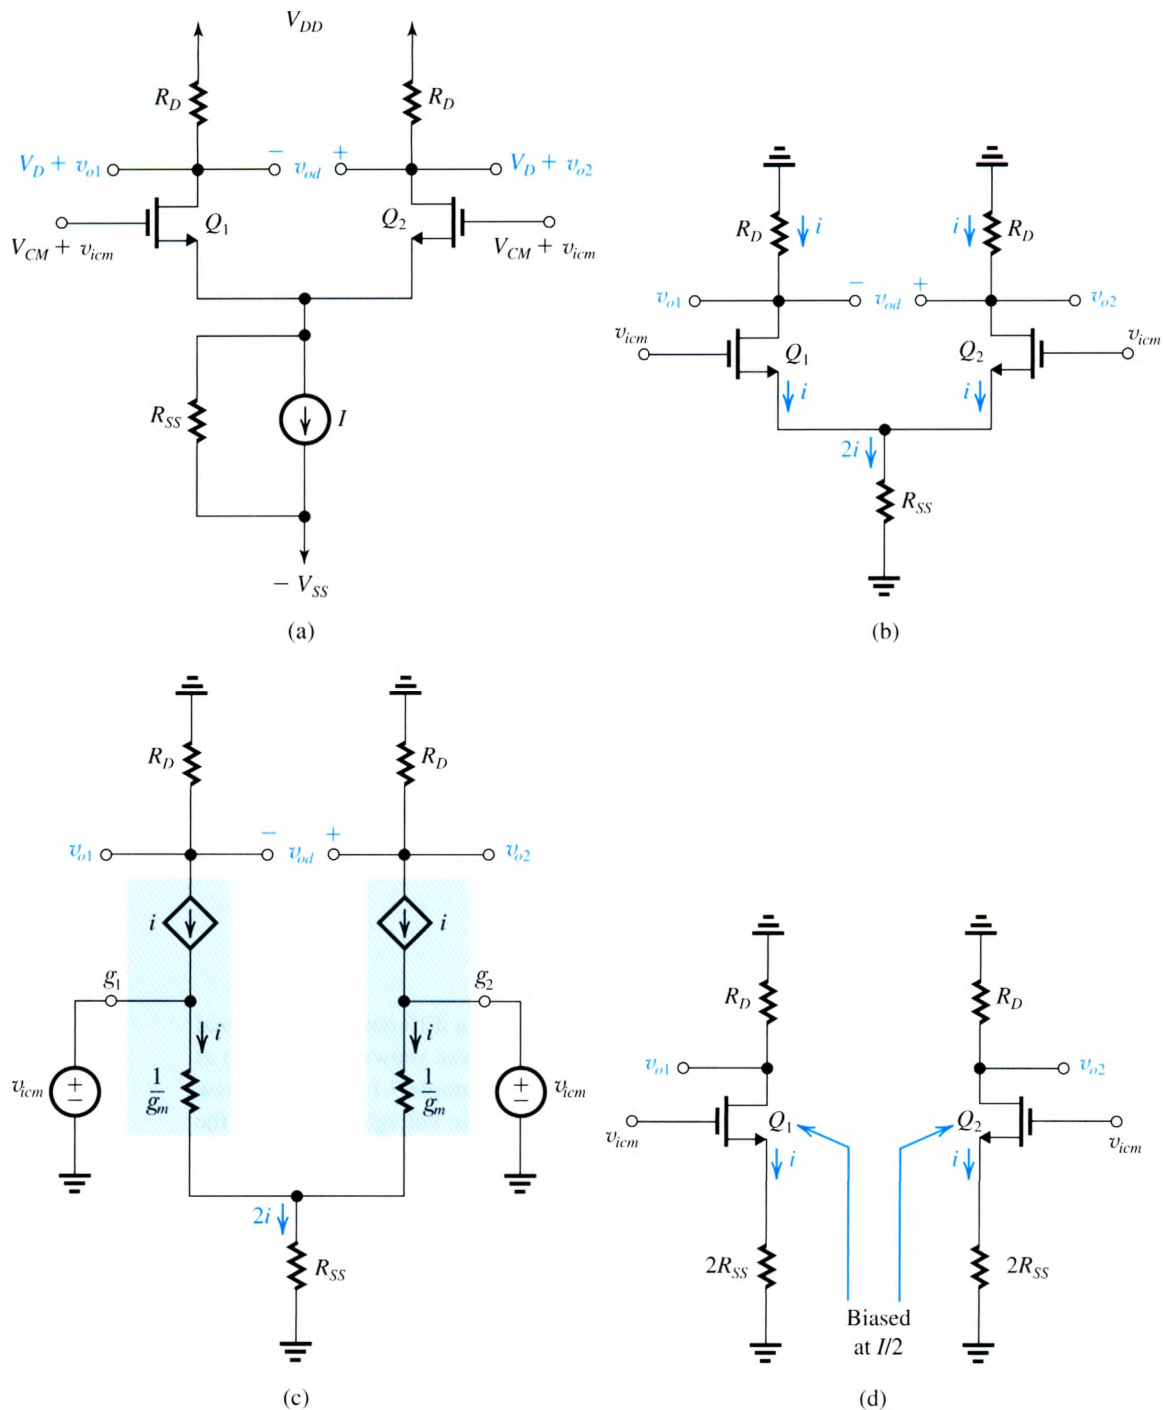 V_DD
R_D
R_D
V_D + v_o1
−
v_od
+
V_D + v_o2
Q_1
Q_2
V_CM + v_icm
V_CM + v_icm
R_SS
I
− V_SS
(a)
R_D
i
i
R_D
v_o1
−
v_od
+
v_o2
v_icm
Q_1
Q_2
v_icm
i
i
2i
R_SS
(b)
R_D
R_D
v_o1
−
v_od
+
v_o2
i
i
g_1
g_2
i
i
v_icm
+
−
1/g_m
1/g_m
+
−
v_icm
2i
R_SS
(c)
R_D
R_D
v_o1
v_o2
v_icm
Q_1
Q_2
v_icm
i
i
2R_SS
2R_SS
Biased
at I/2
(d)